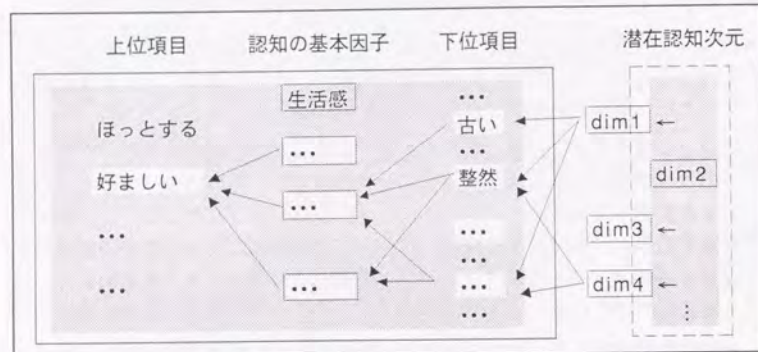 上位項目 認知の基本因子 下位項目 潜在認知次元
生活感 •••
ほっとする 古い dim1 ←
••• •••
好ましい 整然 dim2
•••
••• ••• dim3 ←
•••
••• ••• ••• dim4 ←
•••
⋮